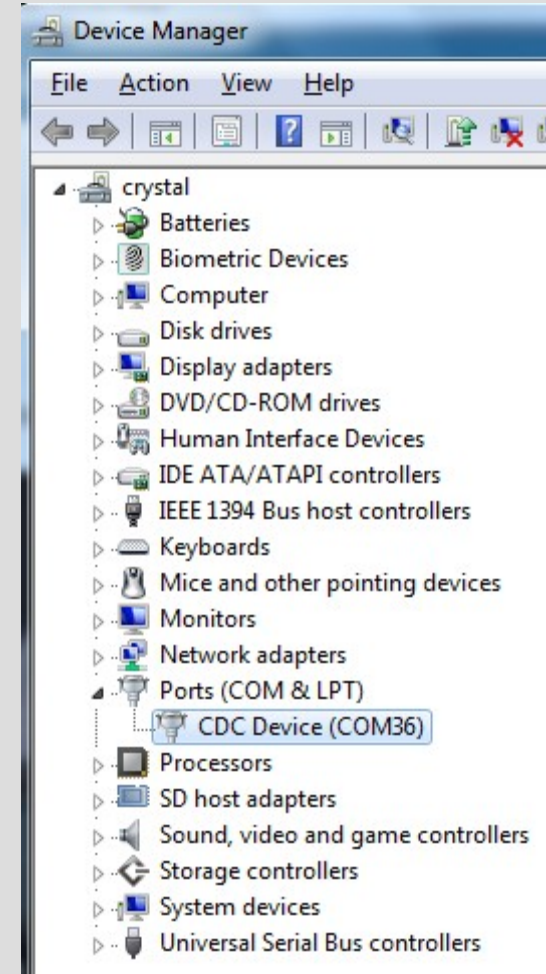 Device Manager
File Action View Help
crystal
Batteries
Biometric Devices
Computer
Disk drives
Display adapters
DVD/CD-ROM drives
Human Interface Devices
IDE ATA/ATAPI controllers
IEEE 1394 Bus host controllers
Keyboards
Mice and other pointing devices
Monitors
Network adapters
Ports (COM & LPT)
CDC Device (COM36)
Processors
SD host adapters
Sound, video and game controllers
Storage controllers
System devices
Universal Serial Bus controllers